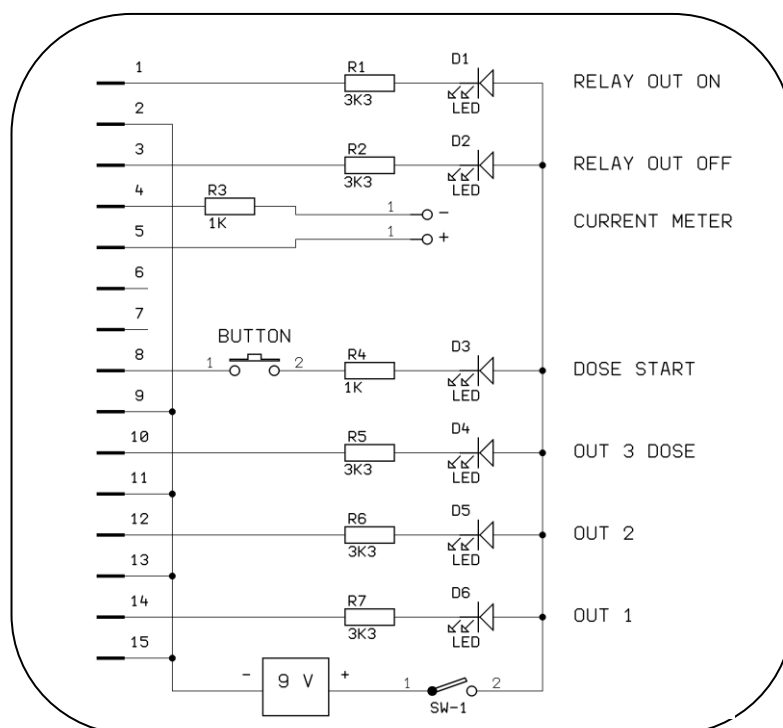 1 R1 D1
3K3 LED RELAY OUT ON
2
3 R2 D2
3K3 LED RELAY OUT OFF
4 R3 1 -
1K CURRENT METER
5 1 +
6
7
BUTTON
8 1 2 R4 D3
1K LED DOSE START
9
10 R5 D4
3K3 LED OUT 3 DOSE
11
12 R6 D5
3K3 LED OUT 2
13
14 R7 D6
3K3 LED OUT 1
15
- 9 V + 1 2
SW-1